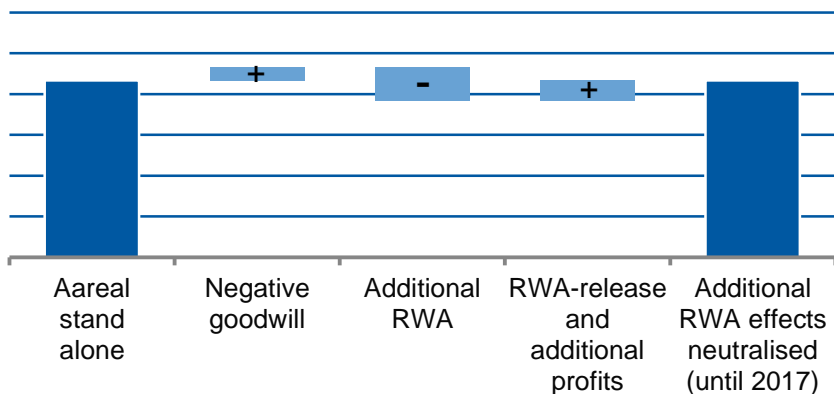 +
-
+
Aareal
stand
alone
Negative
goodwill
Additional
RWA
RWA-release
and
additional
profits
Additional
RWA effects
neutralised
(until 2017)